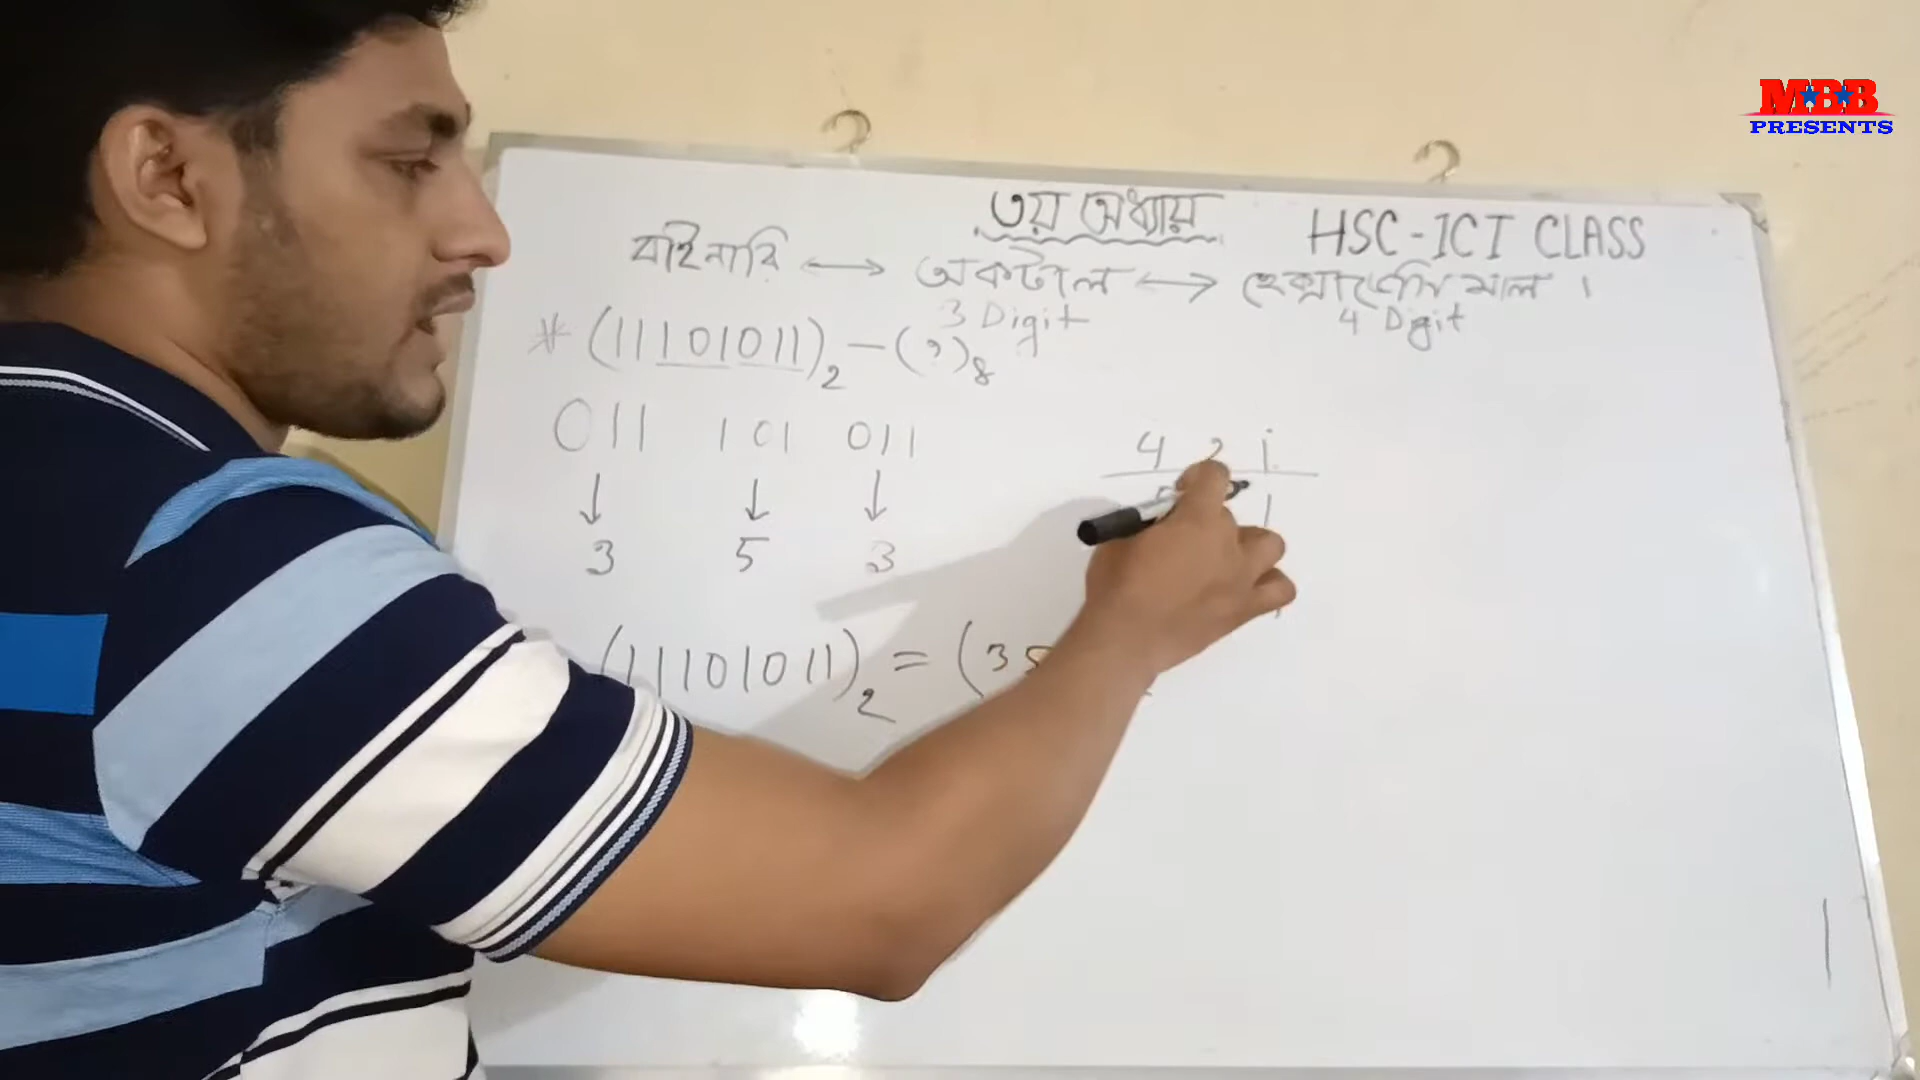 MBB
PRESENTS
৩য় অধ্যায়
HSC-ICT CLASS
বাইনারি ↔ অকটাল ↔ হেক্সাডেসিমাল ।
3 Digit
4 Digit
* (11101011)2 – (?)8
011 101 011
4 2 1
↓ ↓ ↓
1
3 5 3
(11101011)2 = (35